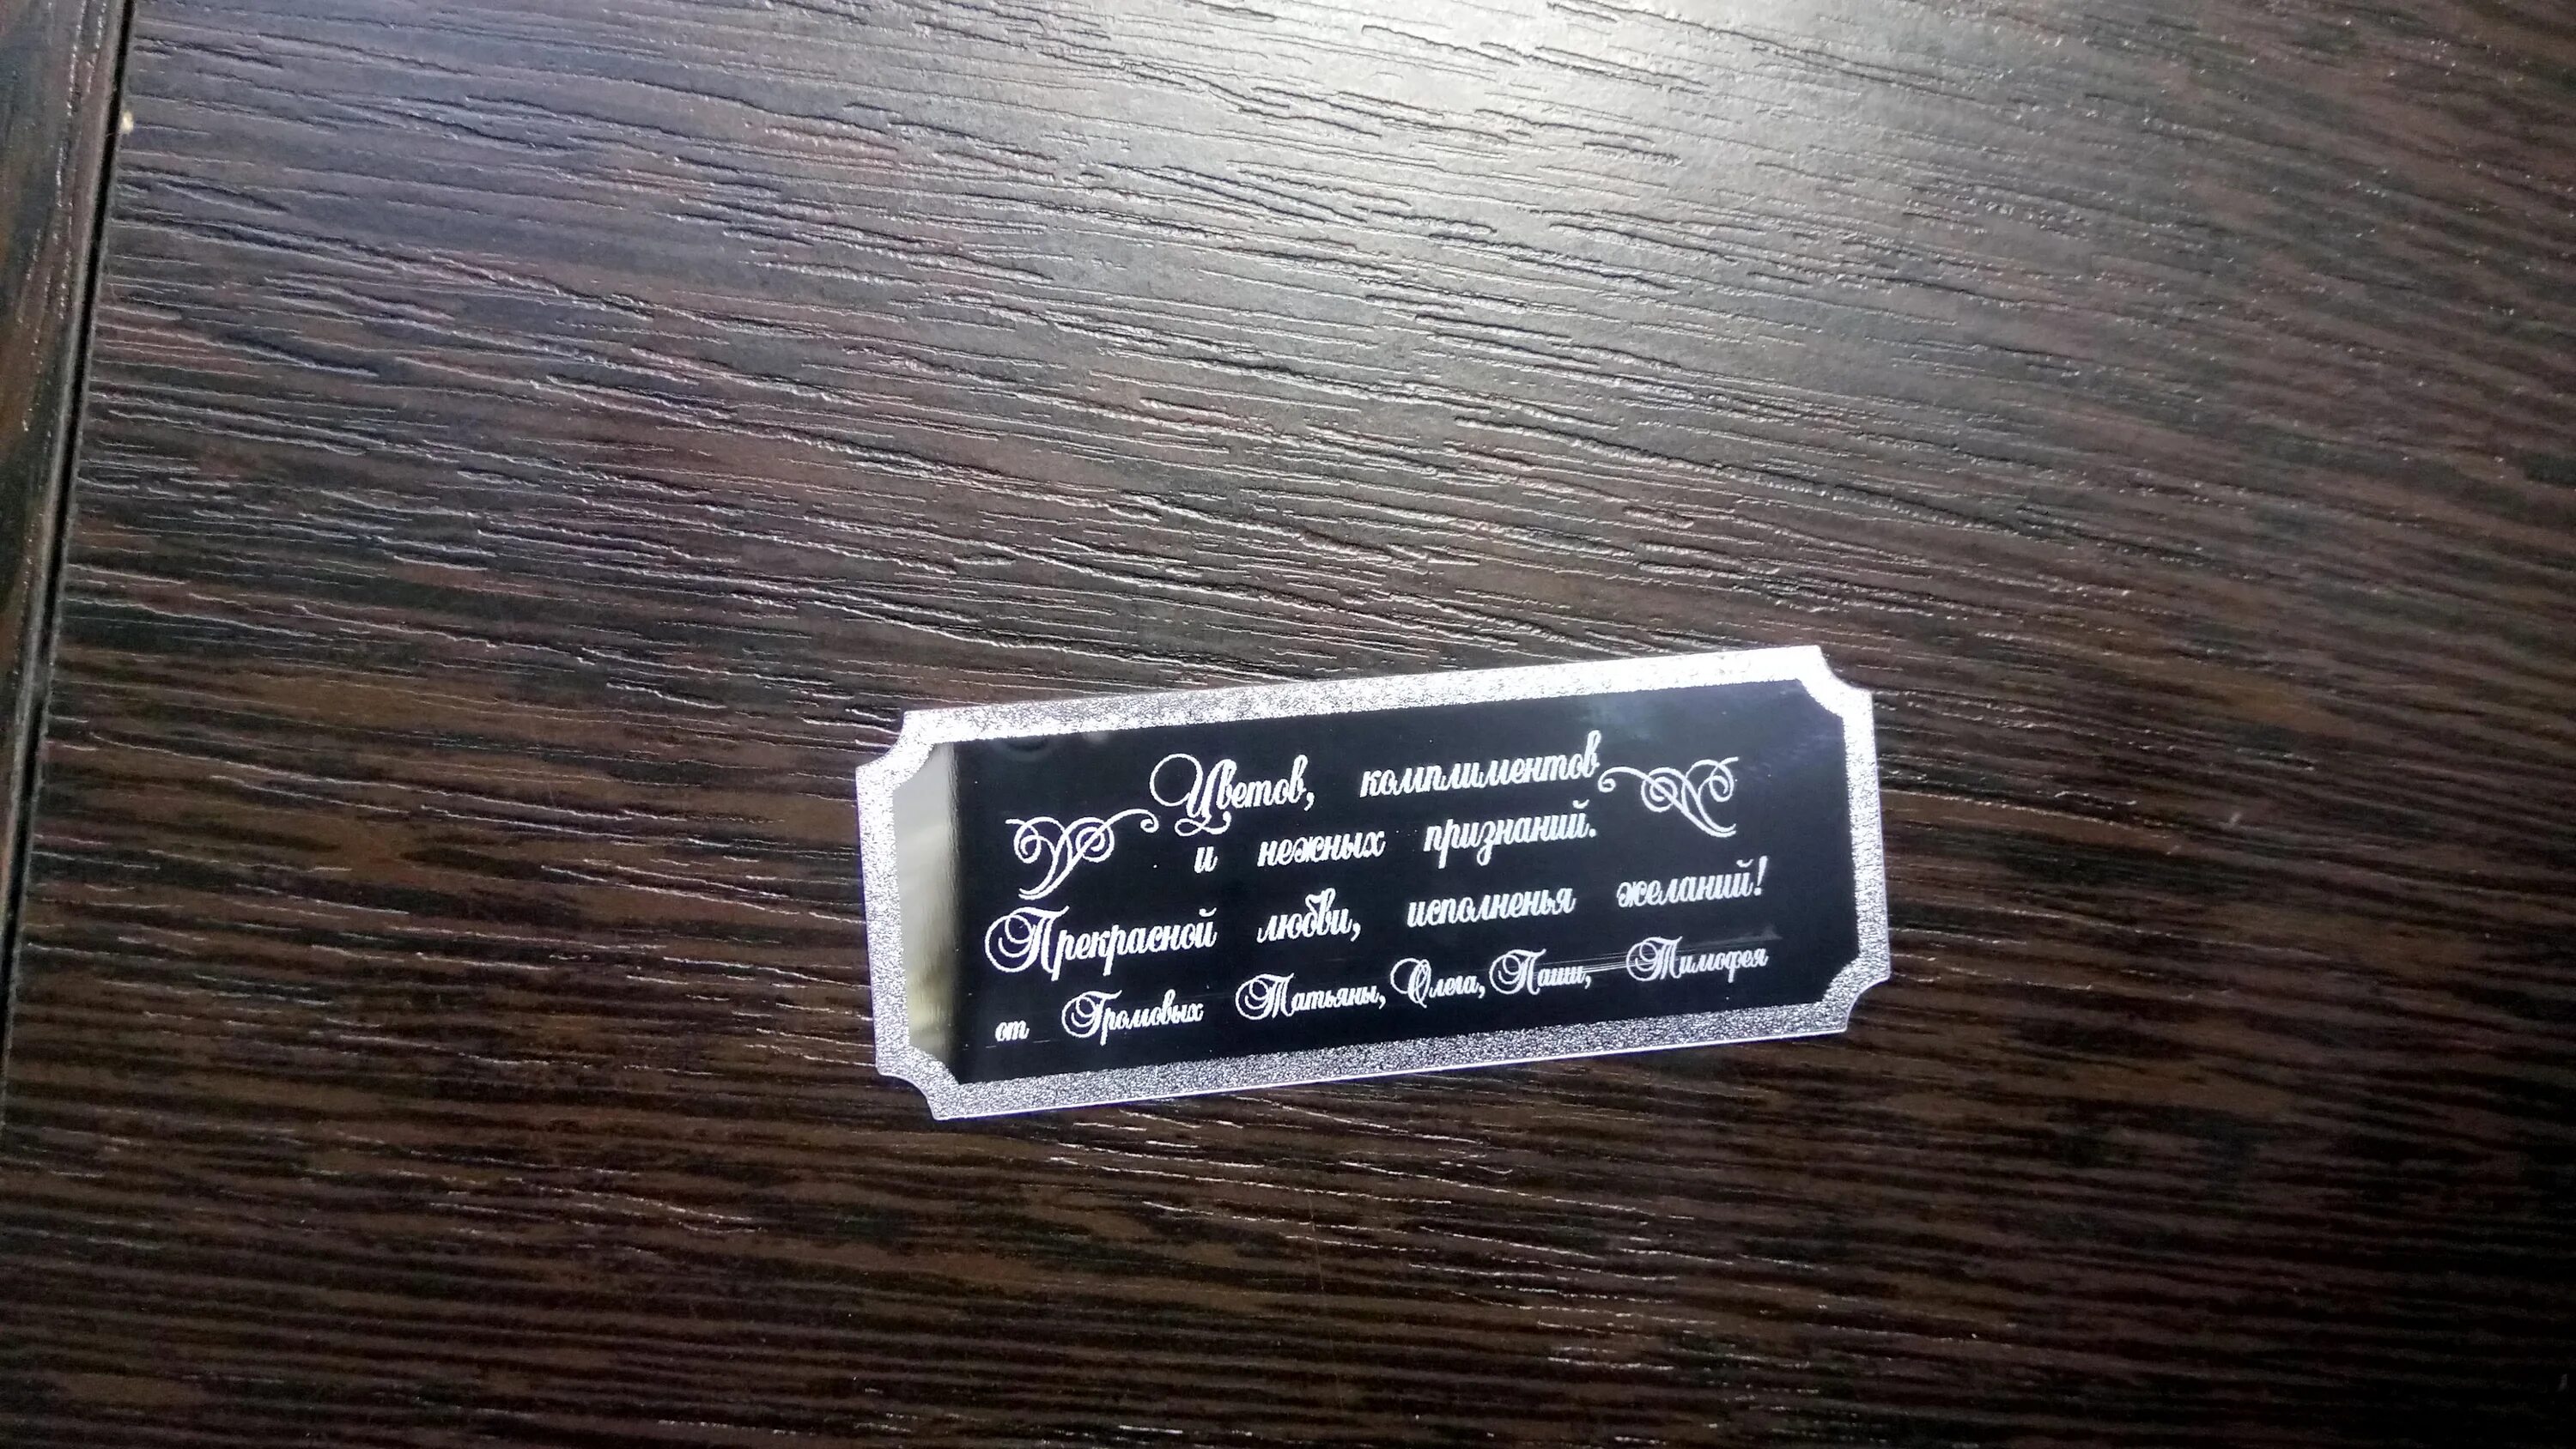 Цветов, комплиментов
и нежных признаний.
Прекрасной любви, исполненья желаний!
от Громовых Татьяны, Олега, Паши, Тимофея